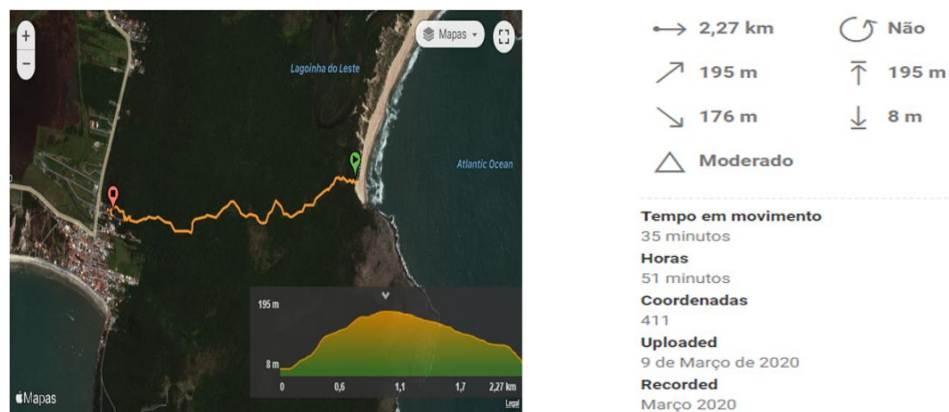 +
−
Mapas
Lagoinha do Leste
Atlantic Ocean
195 m
8 m
0 0,6 1,1 1,7 2,27 km
Mapas
Legal
2,27 km Não
195 m 195 m
176 m 8 m
Moderado
Tempo em movimento
35 minutos
Horas
51 minutos
Coordenadas
411
Uploaded
9 de Março de 2020
Recorded
Março 2020